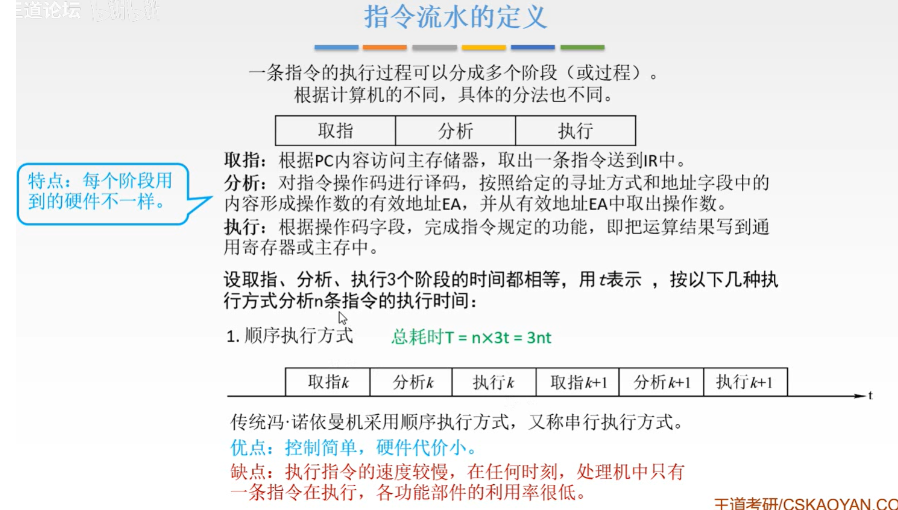 王道论坛
指令流水的定义
一条指令的执行过程可以分成多个阶段（或过程）。
根据计算机的不同，具体的分法也不同。
取指 分析 执行
特点：每个阶段用
到的硬件不一样。
取指：根据PC内容访问主存储器，取出一条指令送到IR中。
分析：对指令操作码进行译码，按照给定的寻址方式和地址字段中的
内容形成操作数的有效地址EA，并从有效地址EA中取出操作数。
执行：根据操作码字段，完成指令规定的功能，即把运算结果写到通
用寄存器或主存中。
设取指、分析、执行3个阶段的时间都相等，用 t表示 ，按以下几种执
行方式分析n条指令的执行时间：
1. 顺序执行方式 总耗时T = n×3t = 3nt
取指k 分析k 执行k 取指k+1 分析k+1 执行k+1
t
传统冯·诺依曼机采用顺序执行方式，又称串行执行方式。
优点：控制简单，硬件代价小。
缺点：执行指令的速度较慢，在任何时刻，处理机中只有
一条指令在执行，各功能部件的利用率很低。
王道考研/CSKAOYAN.CO